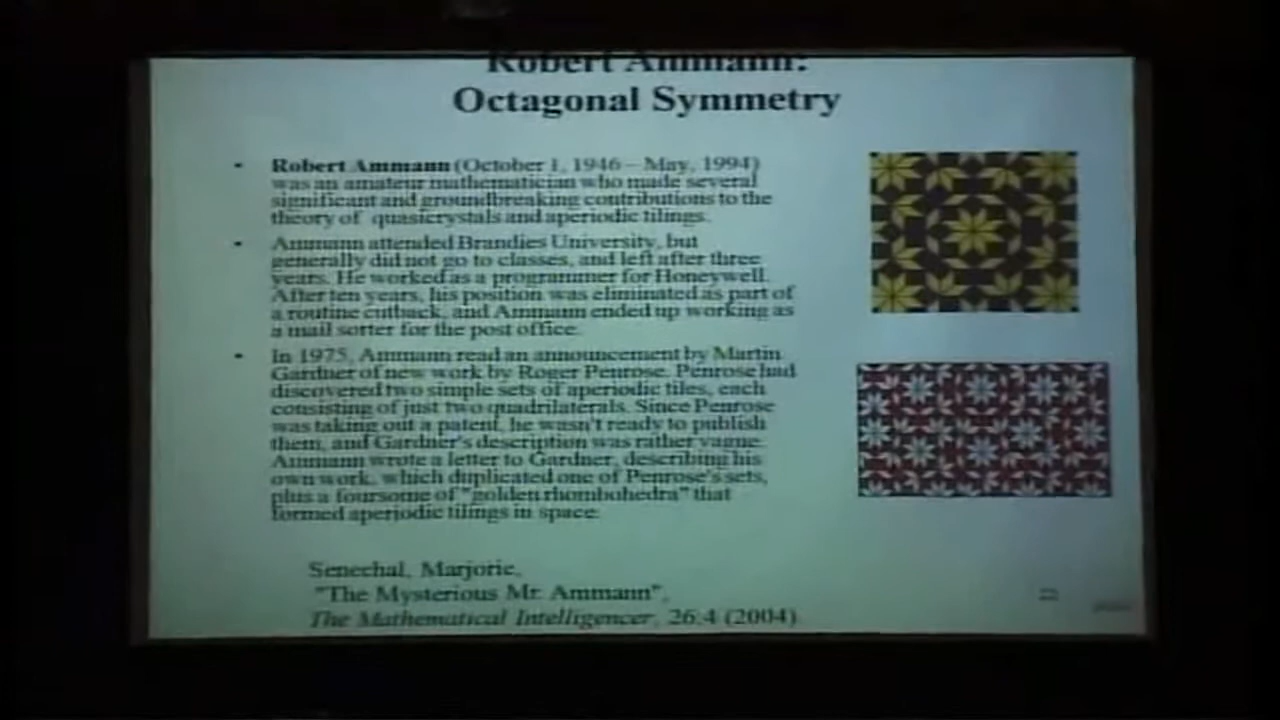 Robert Ammann:
Octagonal Symmetry
• Robert Ammann (October 1, 1946 – May, 1994)
was an amateur mathematician who made several
significant and groundbreaking contributions to the
theory of quasicrystals and aperiodic tilings.
• Ammann attended Brandies University, but
generally did not go to classes, and left after three
years. He worked as a programmer for Honeywell.
After ten years, his position was eliminated as part of
a routine cutback, and Ammann ended up working as
a mail sorter for the post office.
• In 1975, Ammann read an announcement by Martin
Gardner of new work by Roger Penrose. Penrose had
discovered two simple sets of aperiodic tiles, each
consisting of just two quadrilaterals. Since Penrose
was taking out a patent, he wasn't ready to publish
them, and Gardner's description was rather vague.
Ammann wrote a letter to Gardner, describing his
own work, which duplicated one of Penrose's sets,
plus a foursome of "golden rhombohedra" that
formed aperiodic tilings in space.
Senechal, Marjorie,
"The Mysterious Mr. Ammann",
The Mathematical Intelligencer, 26:4 (2004).